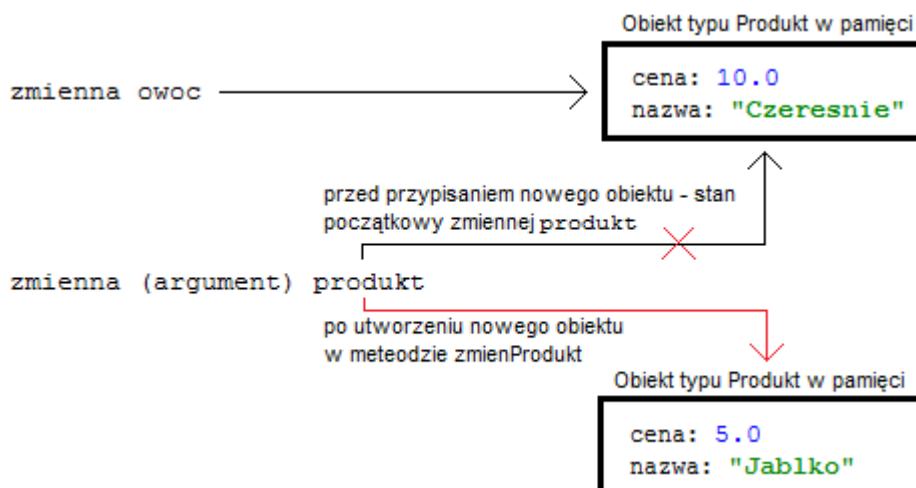 Obiekt typu Produkt w pamięci
cena: 10.0
nazwa: "Czeresnie"
zmienna owoc
przed przypisaniem nowego obiektu - stan
początkowy zmiennej produkt
zmienna (argument) produkt
po utworzeniu nowego obiektu
w meteodzie zmienProdukt
Obiekt typu Produkt w pamięci
cena: 5.0
nazwa: "Jablko"